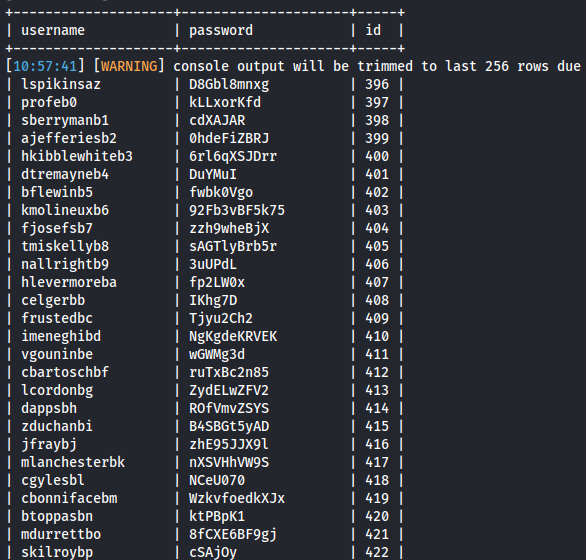 +--------------------+---------------------+-----+
| username | password | id |
+--------------------+---------------------+-----+
[10:57:41] [WARNING] console output will be trimmed to last 256 rows due
| lspikinsaz | D8Gbl8mnxg | 396 |
| profeb0 | kLLxorKfd | 397 |
| sberrymanb1 | cdXAJAR | 398 |
| ajefferiesb2 | 0hdeFiZBRJ | 399 |
| hkibblewhiteb3 | 6rl6qXSJDrr | 400 |
| dtremayneb4 | DuYMuI | 401 |
| bflewinb5 | fwbk0Vgo | 402 |
| kmolineuxb6 | 92Fb3vBF5k75 | 403 |
| fjosefsb7 | zzh9wheBjX | 404 |
| tmiskellyb8 | sAGTlyBrb5r | 405 |
| nallrightb9 | 3uUPdL | 406 |
| hlevermoreba | fp2LW0x | 407 |
| celgerbb | IKhg7D | 408 |
| frustedbc | Tjyu2Ch2 | 409 |
| imeneghibd | NgKgdeKRVEK | 410 |
| vgouninbe | wGWMg3d | 411 |
| cbartoschbf | ruTxBc2n85 | 412 |
| lcordonbg | ZydELwZFV2 | 413 |
| dappsbh | ROfVmvZSYS | 414 |
| zduchanbi | B4SBGt5yAD | 415 |
| jfraybj | zhE95JJX9l | 416 |
| mlanchesterbk | nXSVHhVW9S | 417 |
| cgylesbl | NCeU070 | 418 |
| cbonnifacebm | WzkvfoedkXJx | 419 |
| btoppasbn | ktPBpK1 | 420 |
| mdurrettbo | 8fCXE6BF9gj | 421 |
| skilroybp | cSAjOy | 422 |